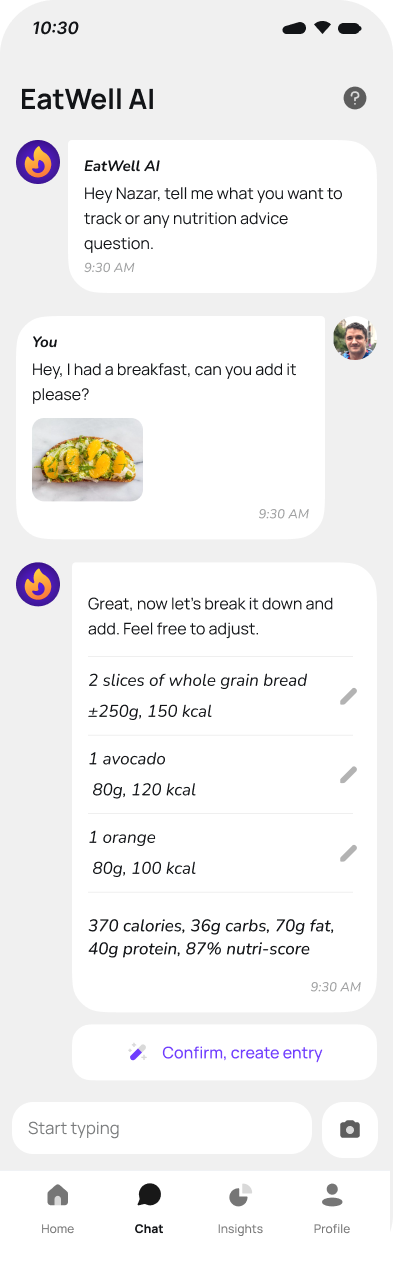 10:30
EatWell AI
EatWell AI
Hey Nazar, tell me what you want to
track or any nutrition advice
question.
9:30 AM
You
Hey, I had a breakfast, can you add it
please?
9:30 AM
Great, now let's break it down and
add. Feel free to adjust.
2 slices of whole grain bread
±250g, 150 kcal
1 avocado
80g, 120 kcal
1 orange
80g, 100 kcal
370 calories, 36g carbs, 70g fat,
40g protein, 87% nutri-score
9:30 AM
Confirm, create entry
Start typing
Home Chat Insights Profile